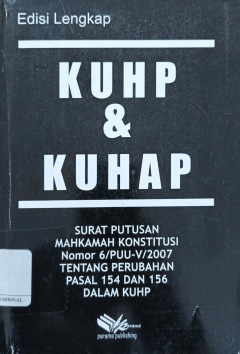 Edisi Lengkap
KUHP
&
KUHAP
SURAT PUTUSAN
MAHKAMAH KONSTITUSI
Nomor 6/PUU-V/2007
TENTANG PERUBAHAN
PASAL 154 DAN 156
DALAM KUHP
permata publishing